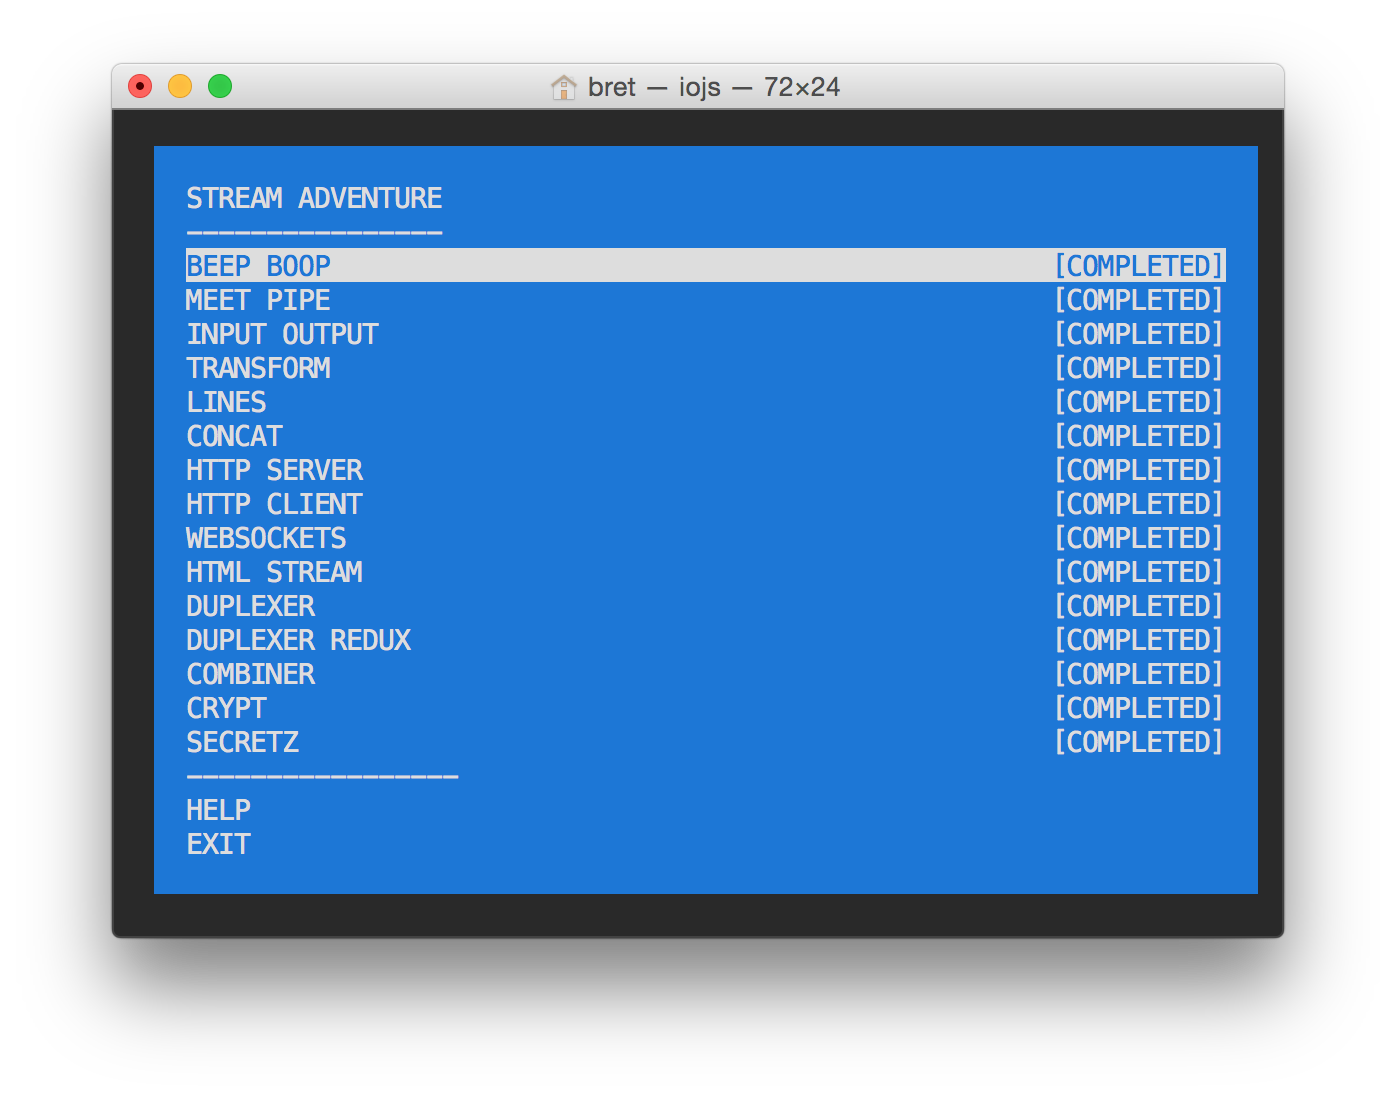 bret — iojs — 72×24
STREAM ADVENTURE
----------------
BEEP BOOP [COMPLETED]
MEET PIPE [COMPLETED]
INPUT OUTPUT [COMPLETED]
TRANSFORM [COMPLETED]
LINES [COMPLETED]
CONCAT [COMPLETED]
HTTP SERVER [COMPLETED]
HTTP CLIENT [COMPLETED]
WEBSOCKETS [COMPLETED]
HTML STREAM [COMPLETED]
DUPLEXER [COMPLETED]
DUPLEXER REDUX [COMPLETED]
COMBINER [COMPLETED]
CRYPT [COMPLETED]
SECRETZ [COMPLETED]
-----------------
HELP
EXIT